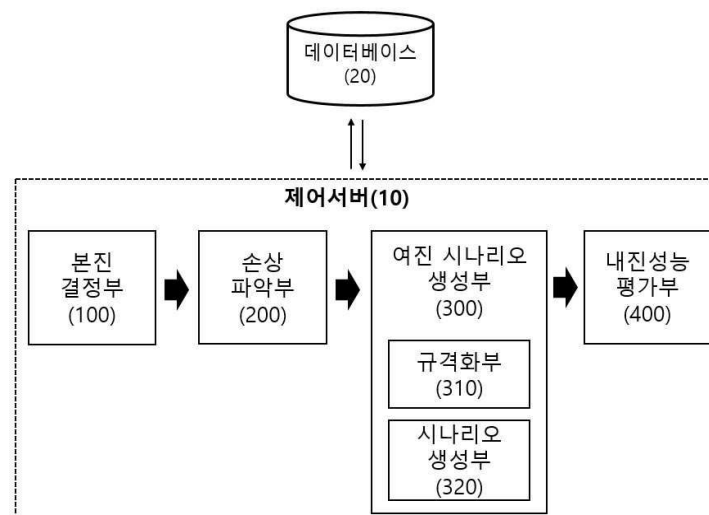 데이터베이스
(20)
제어서버(10)
본진
결정부
(100)
손상
파악부
(200)
여진 시나리오
생성부
(300)
규격화부
(310)
시나리오
생성부
(320)
내진성능
평가부
(400)